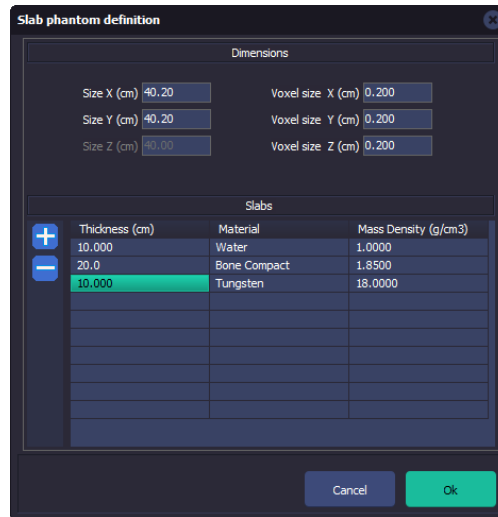 Slab phantom definition
Dimensions
Size X (cm) 40.20 Voxel size X (cm) 0.200
Size Y (cm) 40.20 Voxel size Y (cm) 0.200
Size Z (cm) 40.00 Voxel size Z (cm) 0.200
Slabs
Thickness (cm) Material Mass Density (g/cm3)
10.000 Water 1.0000
20.0 Bone Compact 1.8500
10.000 Tungsten 18.0000
Cancel Ok